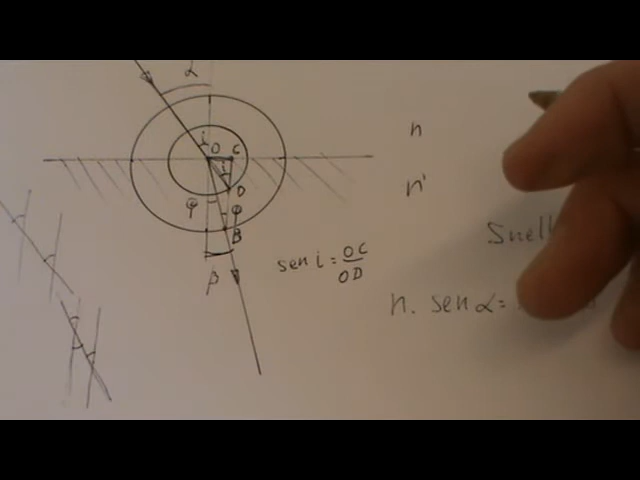 α
i
O C
i
D
φ φ
B
β
n
n'
Snell
sen i = OC/OD
n. sen α =